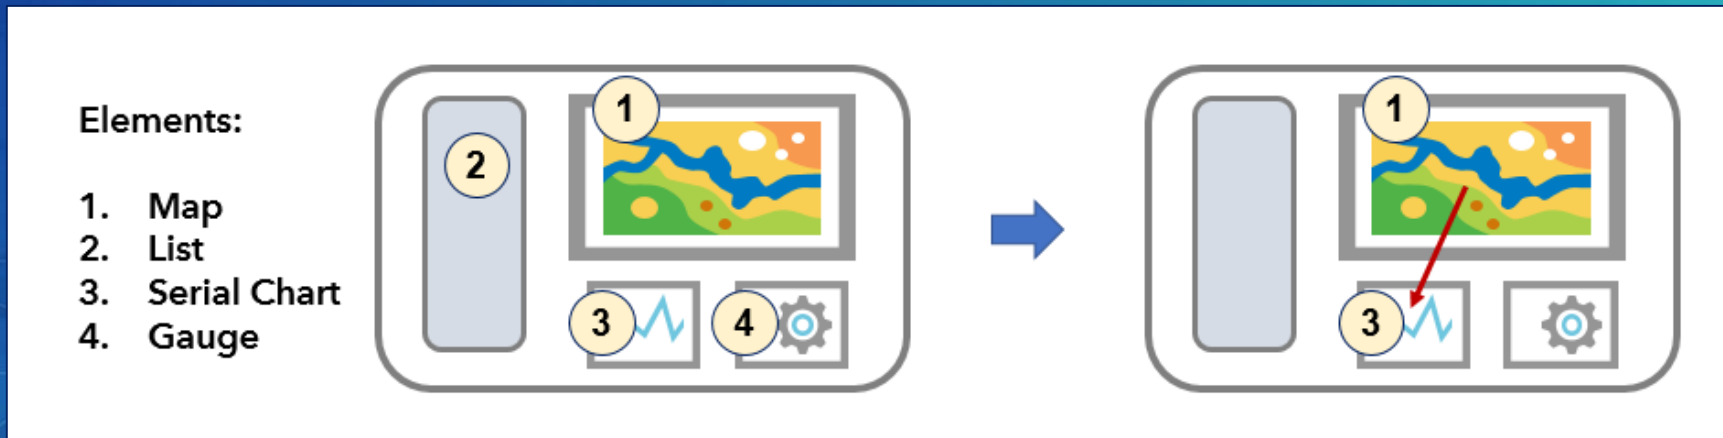 Elements:
1. Map
2. List
3. Serial Chart
4. Gauge
1
2
3
4
1
3